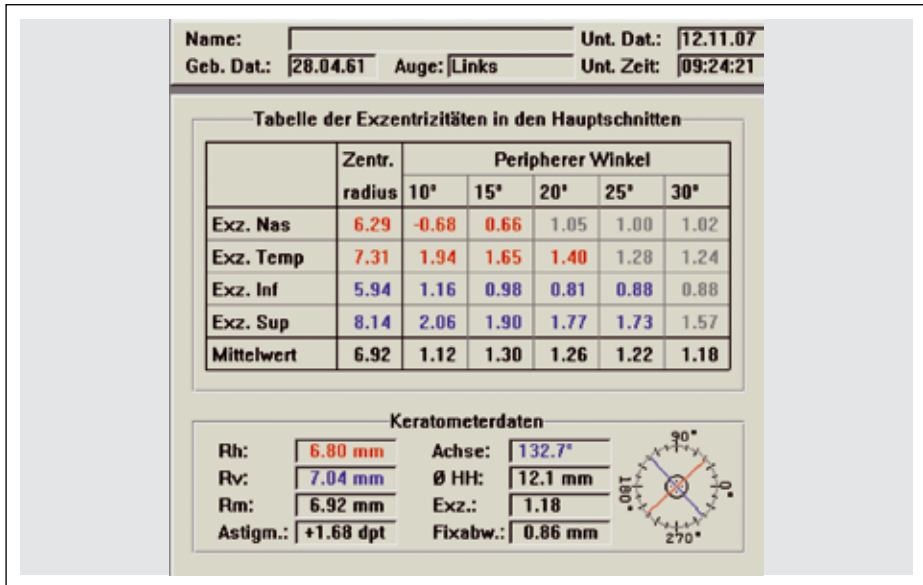 Name: Unt. Dat.: 12.11.07
Geb. Dat.: 28.04.61 Auge: Links Unt. Zeit: 09:24:21
Tabelle der Exzentrizitäten in den Hauptschnitten
Zentr. Peripherer Winkel
radius 10° 15° 20° 25° 30°
Exz. Nas 6.29 -0.68 0.66 1.05 1.00 1.02
Exz. Temp 7.31 1.94 1.65 1.40 1.28 1.24
Exz. Inf 5.94 1.16 0.98 0.81 0.88 0.88
Exz. Sup 8.14 2.06 1.90 1.77 1.73 1.57
Mittelwert 6.92 1.12 1.30 1.26 1.22 1.18
Keratometerdaten
Rh: 6.80 mm Achse: 132.7°
Rv: 7.04 mm Ø HH: 12.1 mm
Rm: 6.92 mm Exz.: 1.18
Astigm.: +1.68 dpt Fixabw.: 0.86 mm
90°
180° 0°
270°